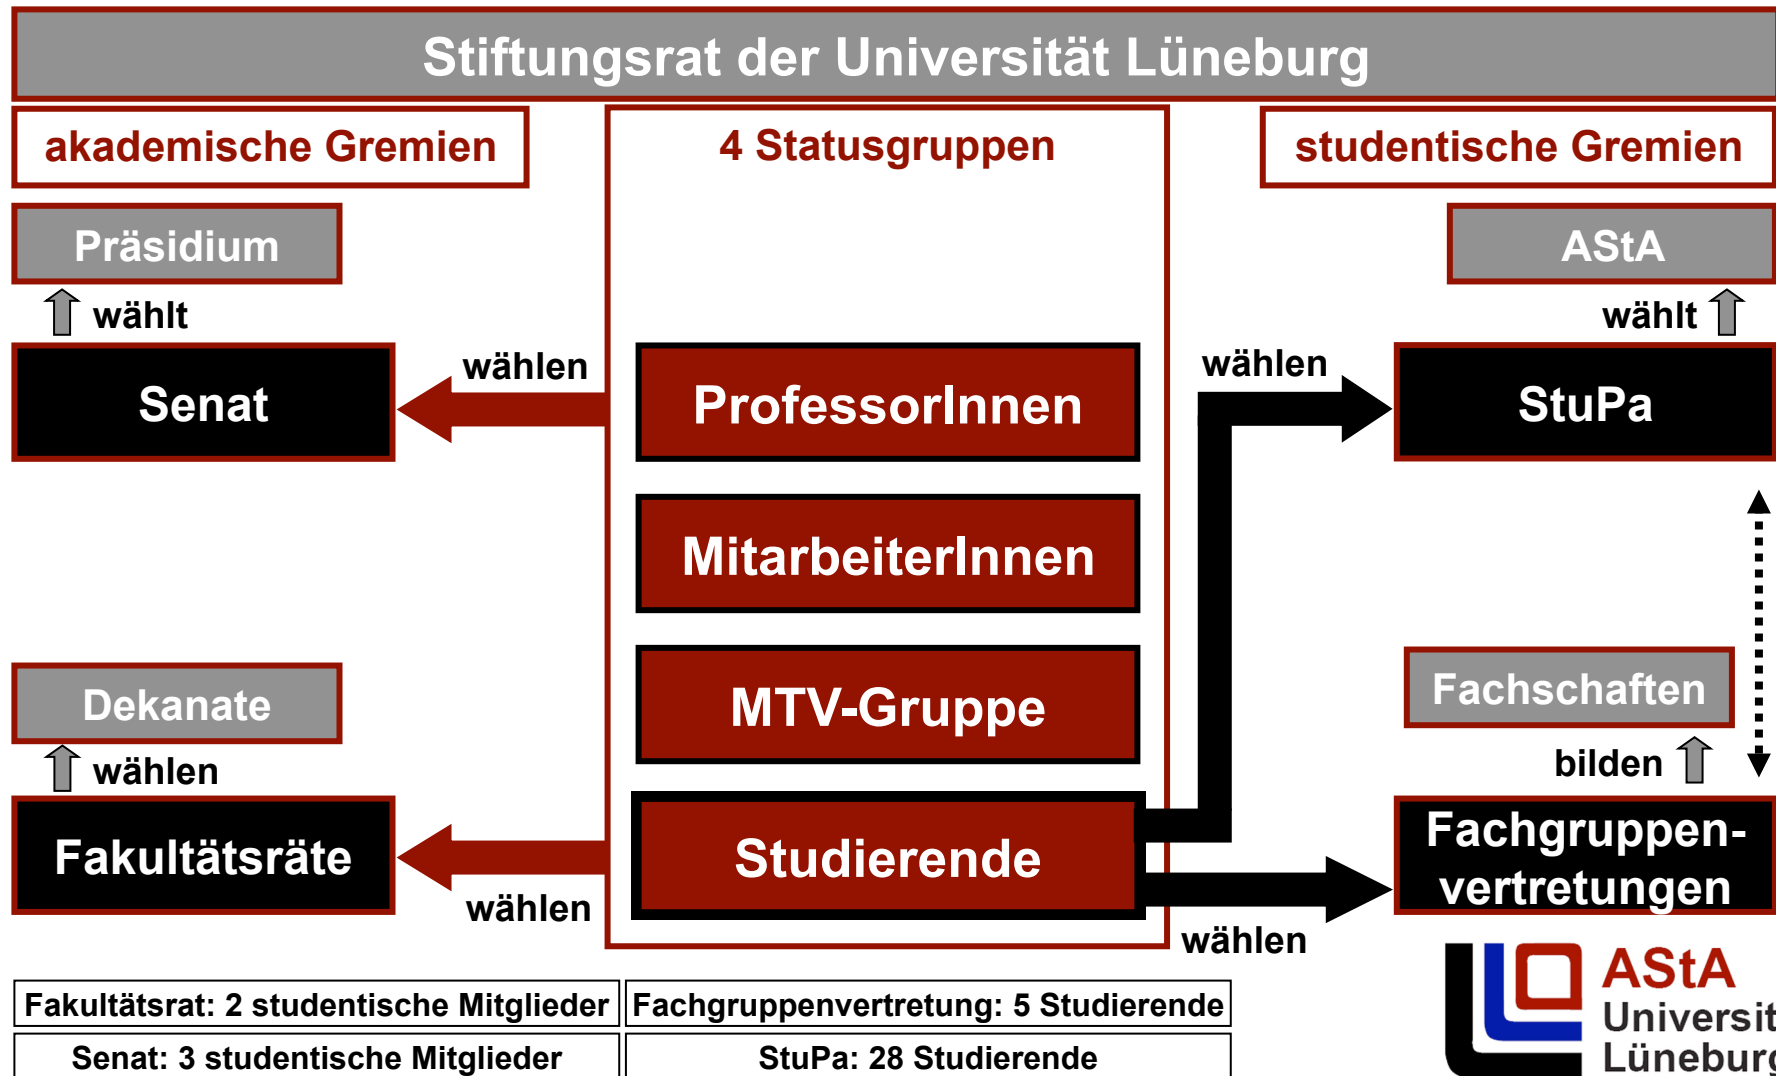 Stiftungsrat der Universität Lüneburg
akademische Gremien
4 Statusgruppen
studentische Gremien
Präsidium
AStA
wählt
wählt
Senat
wählen
ProfessorInnen
wählen
StuPa
MitarbeiterInnen
Dekanate
MTV-Gruppe
Fachschaften
wählen
bilden
Fakultätsräte
Studierende
Fachgruppen-
vertretungen
wählen
wählen
AStA
Universit
Lüneburg
Fakultätsrat: 2 studentische Mitglieder
Fachgruppenvertretung: 5 Studierende
Senat: 3 studentische Mitglieder
StuPa: 28 Studierende